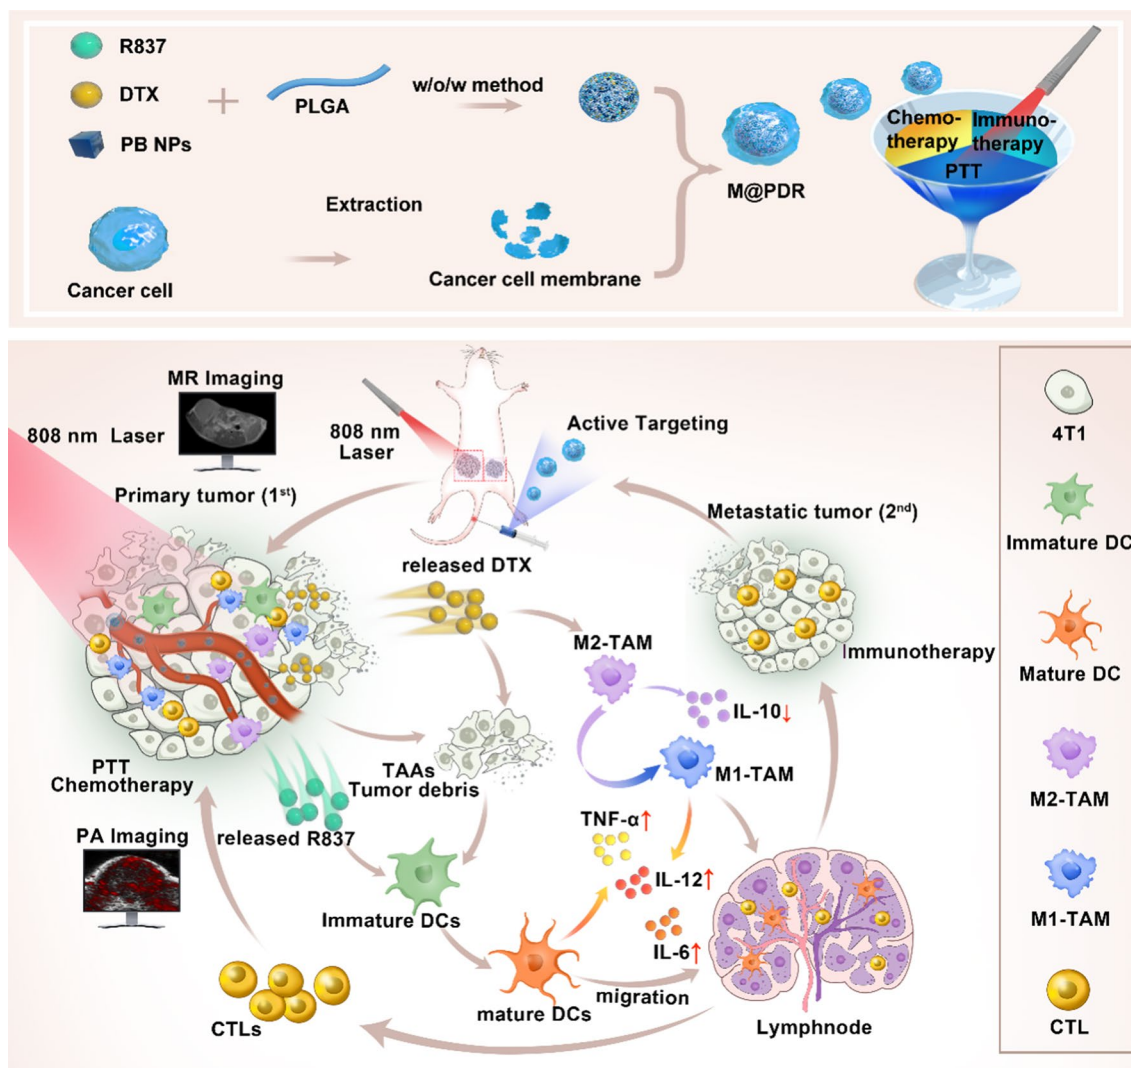 R837
DTX
PB NPs
PLGA
w/o/w method
Cancer cell
Extraction
Cancer cell membrane
M@PDR
Chemo-
therapy
Immuno-
therapy
PTT
MR Imaging
808 nm Laser
Primary tumor (1st)
808 nm
Laser
Active Targeting
released DTX
Metastatic tumor (2nd)
Immunotherapy
M2-TAM
IL-10↓
M1-TAM
TAAs
Tumor debris
PTT
Chemotherapy
released R837
PA Imaging
TNF-α↑
IL-12↑
IL-6↑
Immature DCs
mature DCs
migration
Lymphnode
CTLs
4T1
Immature DC
Mature DC
M2-TAM
M1-TAM
CTL